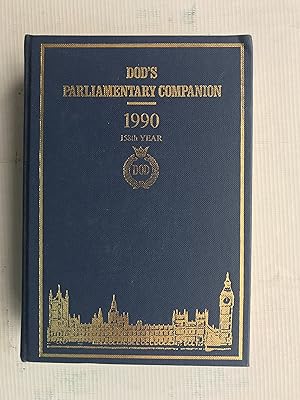 DOD'S
PARLIAMENTARY COMPANION
1990
158th YEAR
DOD